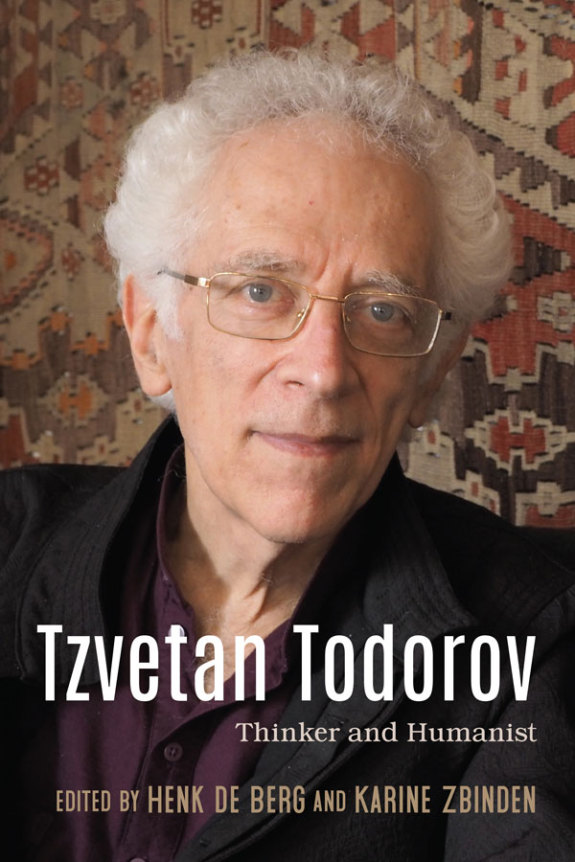 Tzvetan Todorov
Thinker and Humanist
EDITED BY HENK DE BERG AND KARINE ZBINDEN